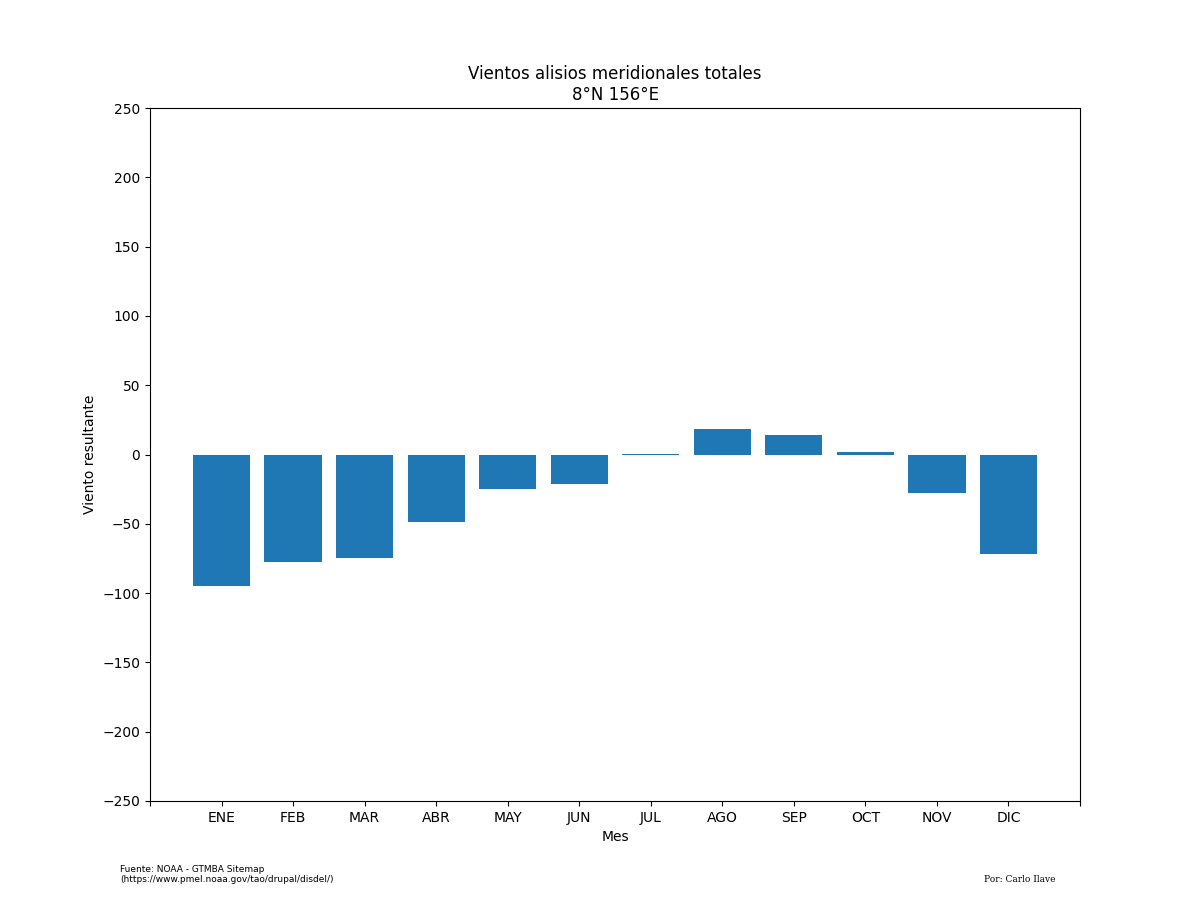 Vientos alisios meridionales totales
8°N 156°E
250
200
150
100
50
0
−50
−100
−150
−200
−250
Viento resultante
ENE FEB MAR ABR MAY JUN JUL AGO SEP OCT NOV DIC
Mes
Fuente: NOAA - GTMBA Sitemap
(https://www.pmel.noaa.gov/tao/drupal/disdel/)
Por: Carlo Ilave